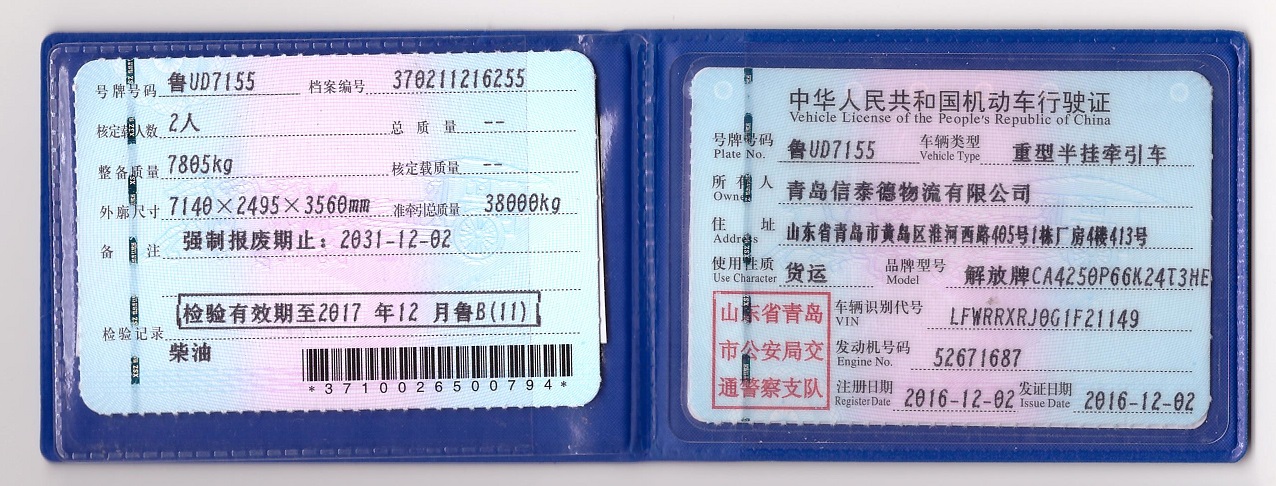 号牌号码 鲁UD7155 档案编号 370211216255
核定载人数 2人 总质量 --
整备质量 7805kg 核定载质量 --
外廓尺寸 7140×2495×3560mm 准牵引总质量 38000kg
备注 强制报废期止：2031-12-02
检验有效期至2017 年12 月鲁B(11)
检验记录
柴油
*3710026500794*
中华人民共和国机动车行驶证
Vehicle License of the People's Republic of China
号牌号码 鲁UD7155 车辆类型 重型半挂牵引车
Plate No. Vehicle Type
所有人 青岛信泰德物流有限公司
Owner
住址 山东省青岛市黄岛区淮河西路405号1栋厂房4楼413号
Address
使用性质 货运 品牌型号 解放牌CA4250P66K24T3HE
Use Character Model
山东省青岛
市公安局交
通警察支队
车辆识别代号 LFWRRXRJ0G1F21149
VIN
发动机号码 52671687
Engine No.
注册日期 2016-12-02 发证日期 2016-12-02
Register Date Issue Date